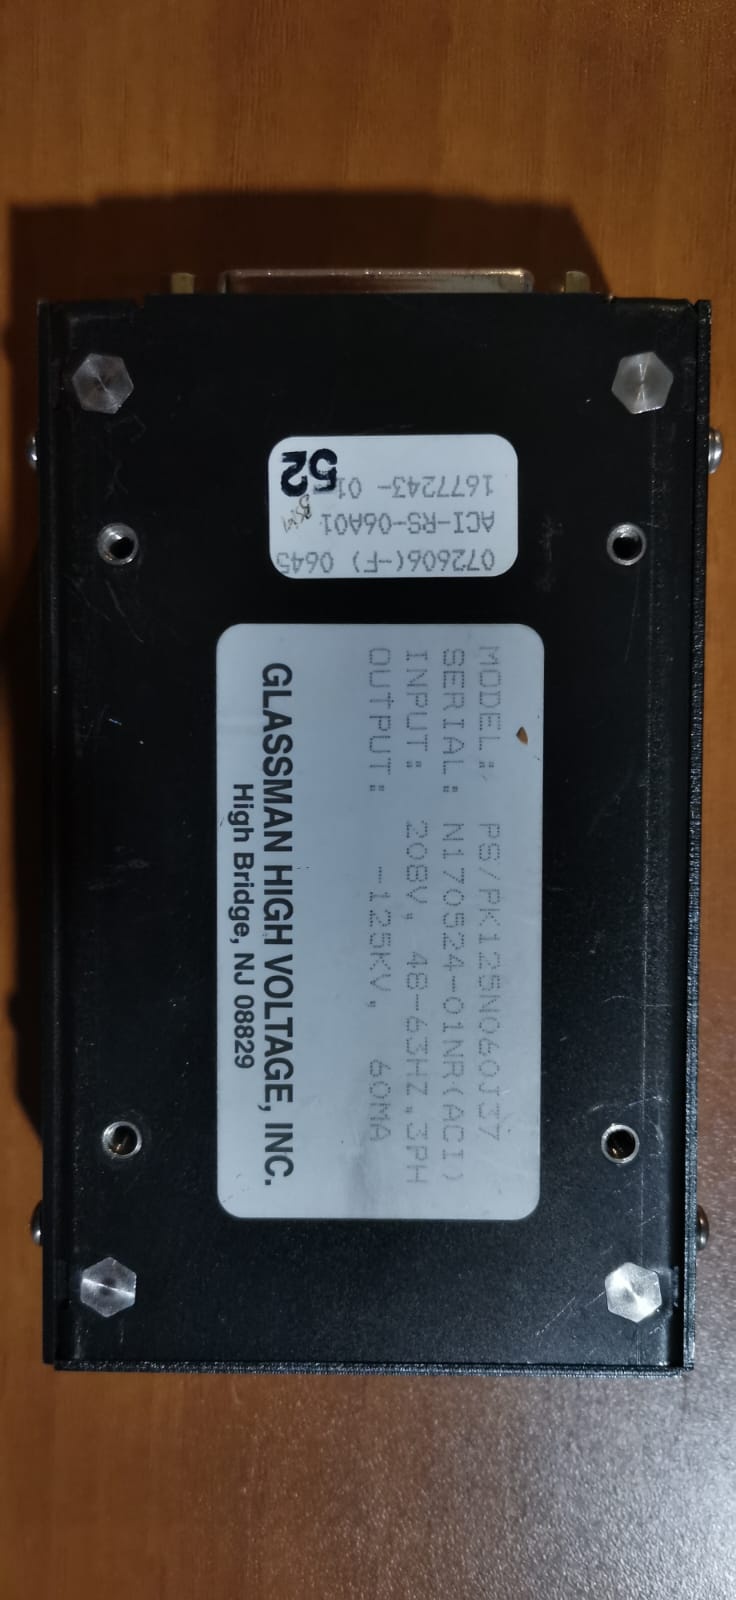 52
072606(-F) 0645
ACI-RS-06A01
1677243- 01
MODEL: PS/PK125N060J37
SERIAL: N170524-01NR(ACI)
INPUT: 208V, 48-63HZ,3PH
OUTPUT: -125KV, 60MA
GLASSMAN HIGH VOLTAGE, INC.
High Bridge, NJ 08829